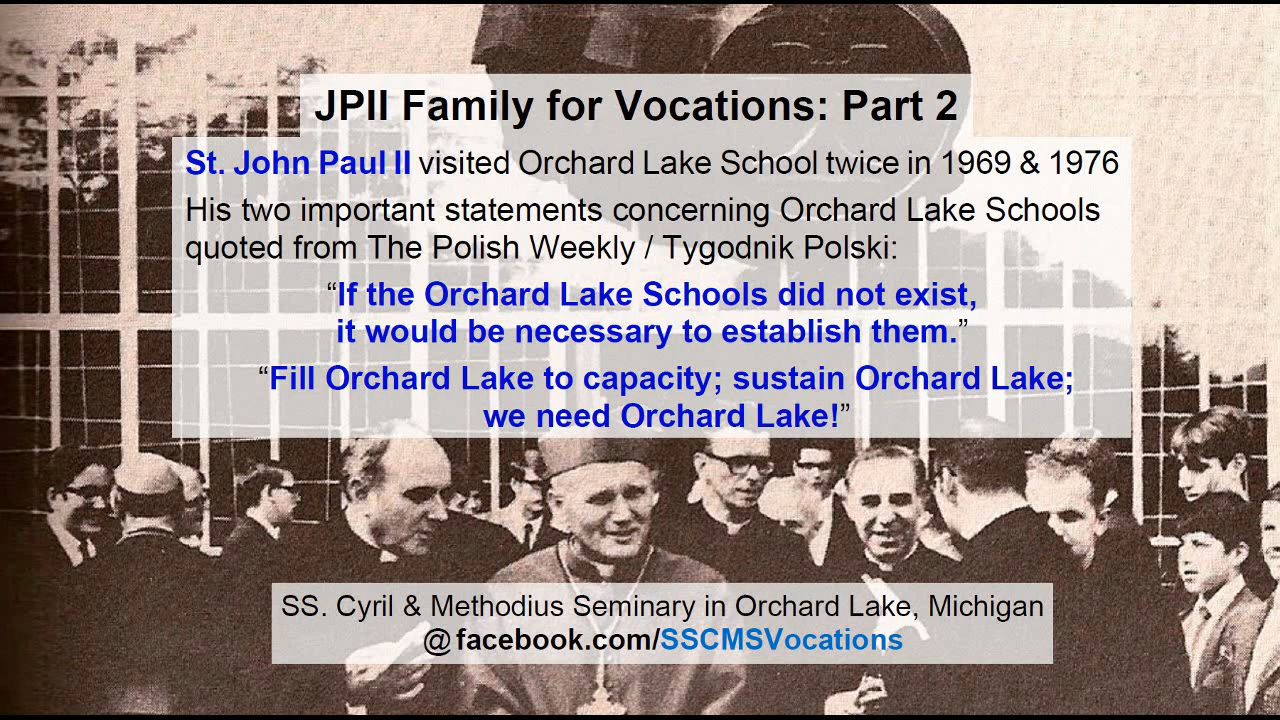 JPII Family for Vocations: Part 2
St. John Paul II visited Orchard Lake School twice in 1969 & 1976
His two important statements concerning Orchard Lake Schools
quoted from The Polish Weekly / Tygodnik Polski:
“If the Orchard Lake Schools did not exist,
it would be necessary to establish them.”
“Fill Orchard Lake to capacity; sustain Orchard Lake;
we need Orchard Lake!”
SS. Cyril & Methodius Seminary in Orchard Lake, Michigan
@facebook.com/SSCMSVocations